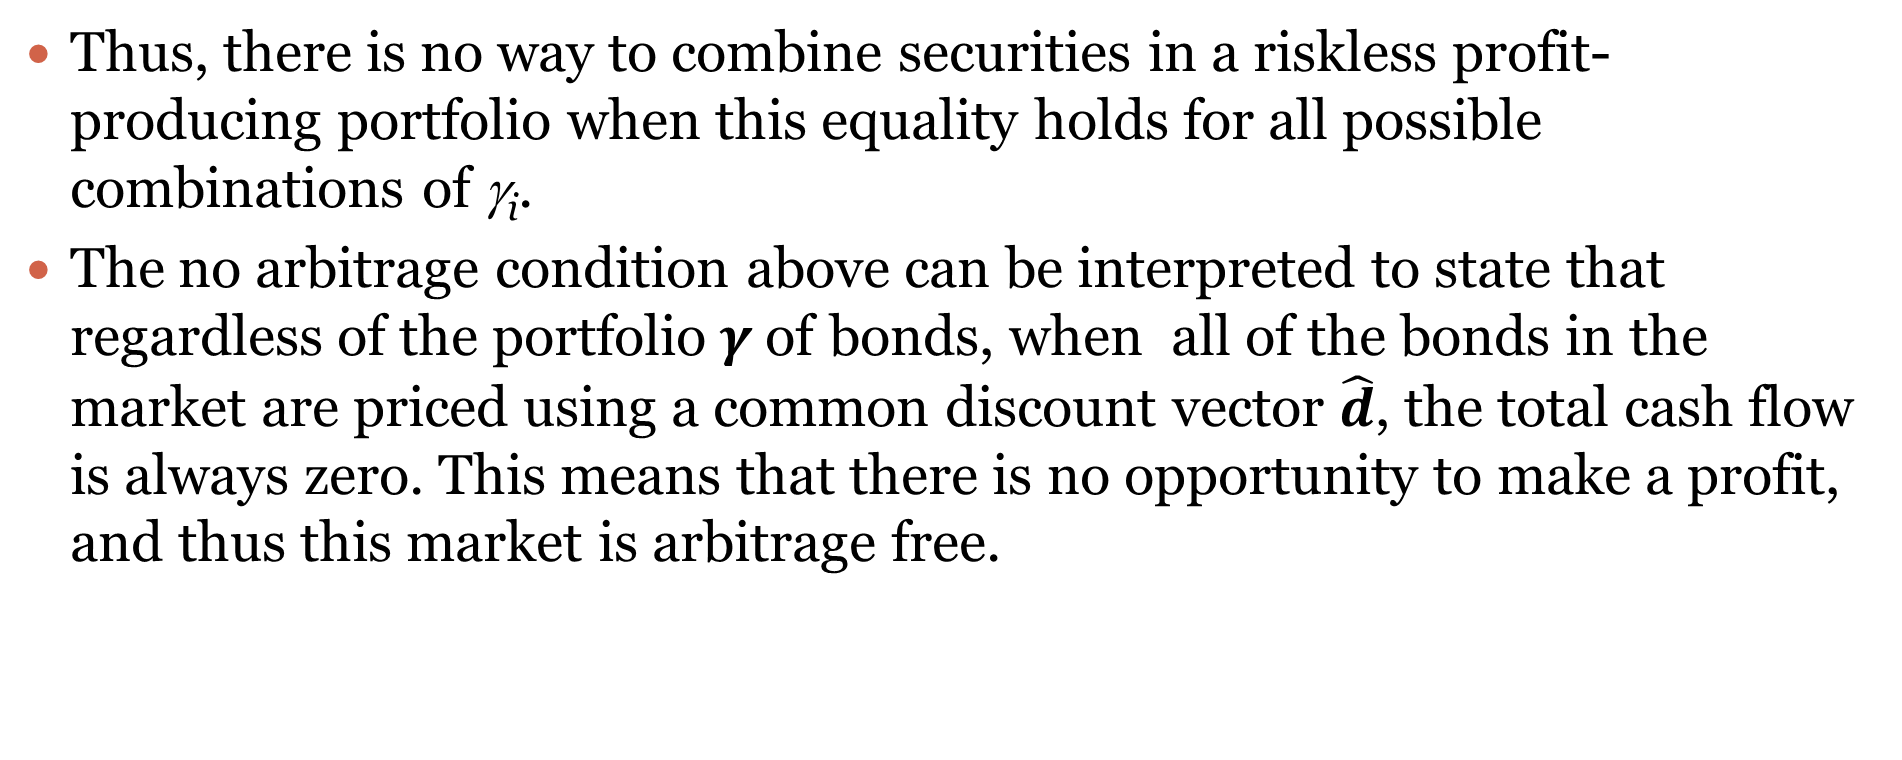 • Thus, there is no way to combine securities in a riskless profit-
producing portfolio when this equality holds for all possible
combinations of γᵢ.
• The no arbitrage condition above can be interpreted to state that
regardless of the portfolio γ of bonds, when  all of the bonds in the
market are priced using a common discount vector d̂, the total cash flow
is always zero. This means that there is no opportunity to make a profit,
and thus this market is arbitrage free.